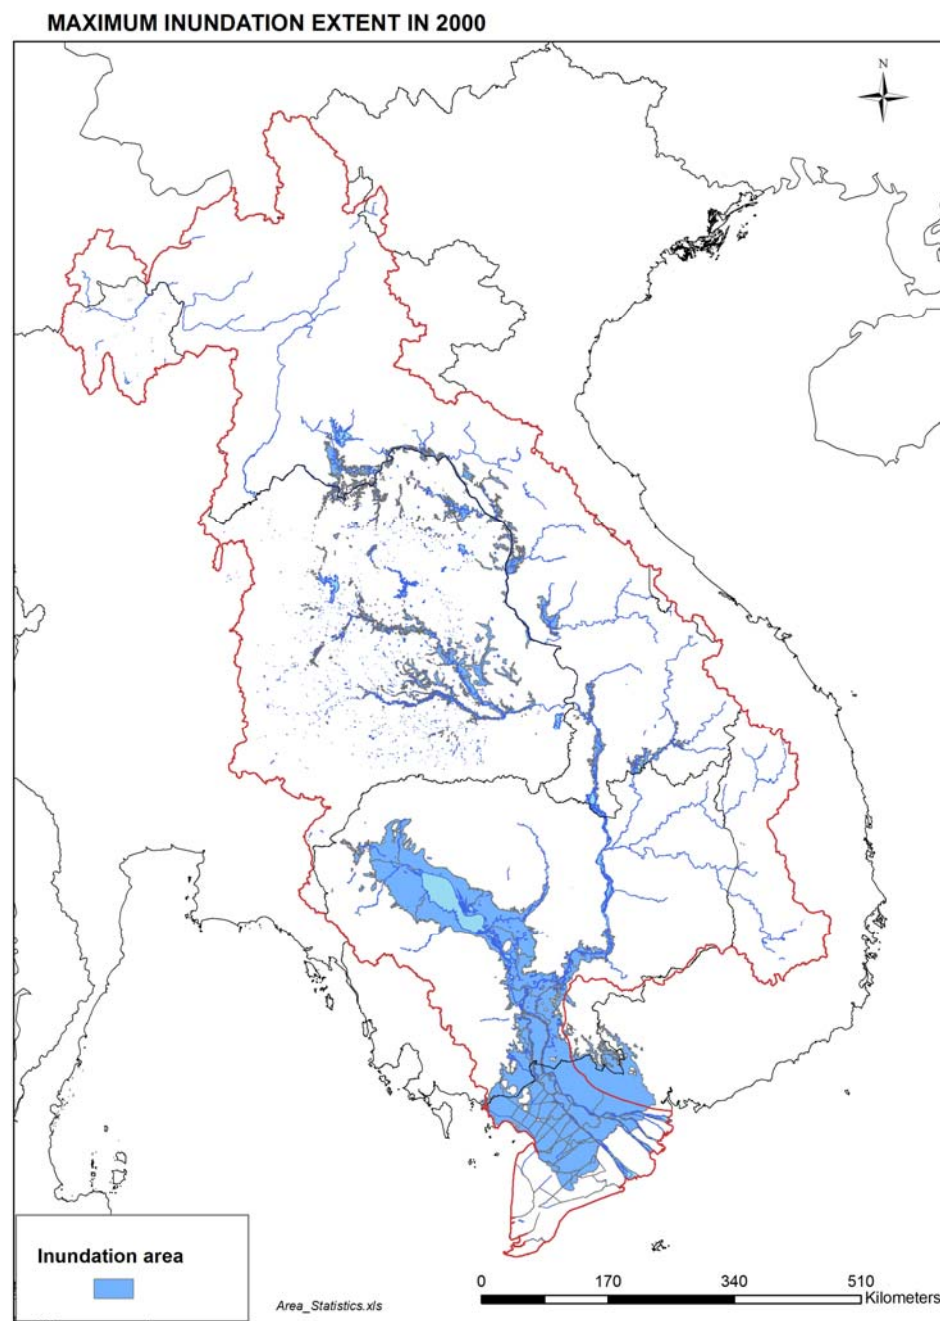 MAXIMUM INUNDATION EXTENT IN 2000
N
Inundation area
Area_Statistics.xls
0 170 340 510
Kilometers